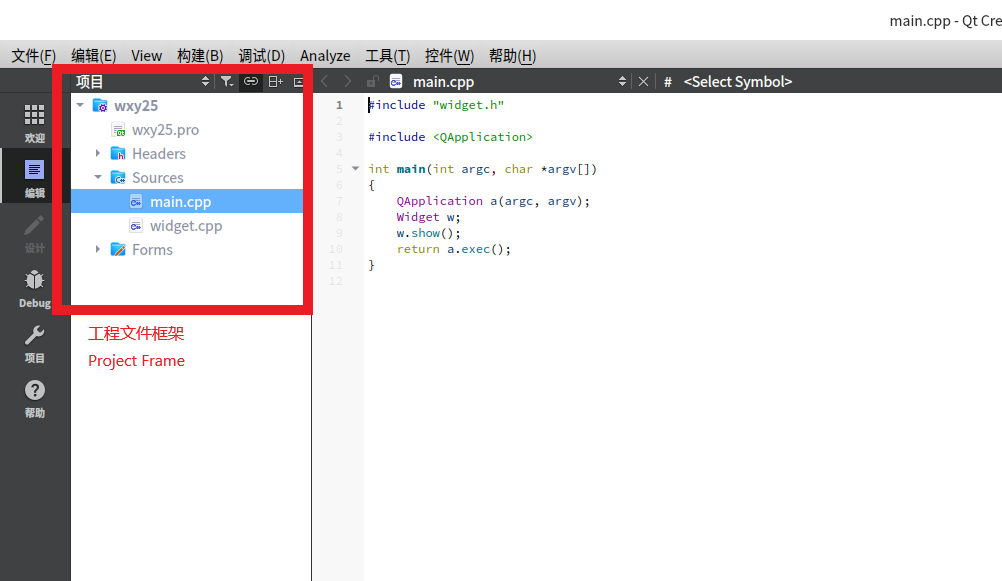 main.cpp - Qt Cre
文件(F) 编辑(E) View 构建(B) 调试(D) Analyze 工具(T) 控件(W) 帮助(H)
项目
main.cpp
# <Select Symbol>
欢迎
编辑
设计
Debug
项目
帮助
wxy25
wxy25.pro
Headers
Sources
main.cpp
widget.cpp
Forms
工程文件框架
Project Frame
1 #include "widget.h"
2
3 #include <QApplication>
4
5 int main(int argc, char *argv[])
6 {
7 QApplication a(argc, argv);
8 Widget w;
9 w.show();
10 return a.exec();
11 }
12